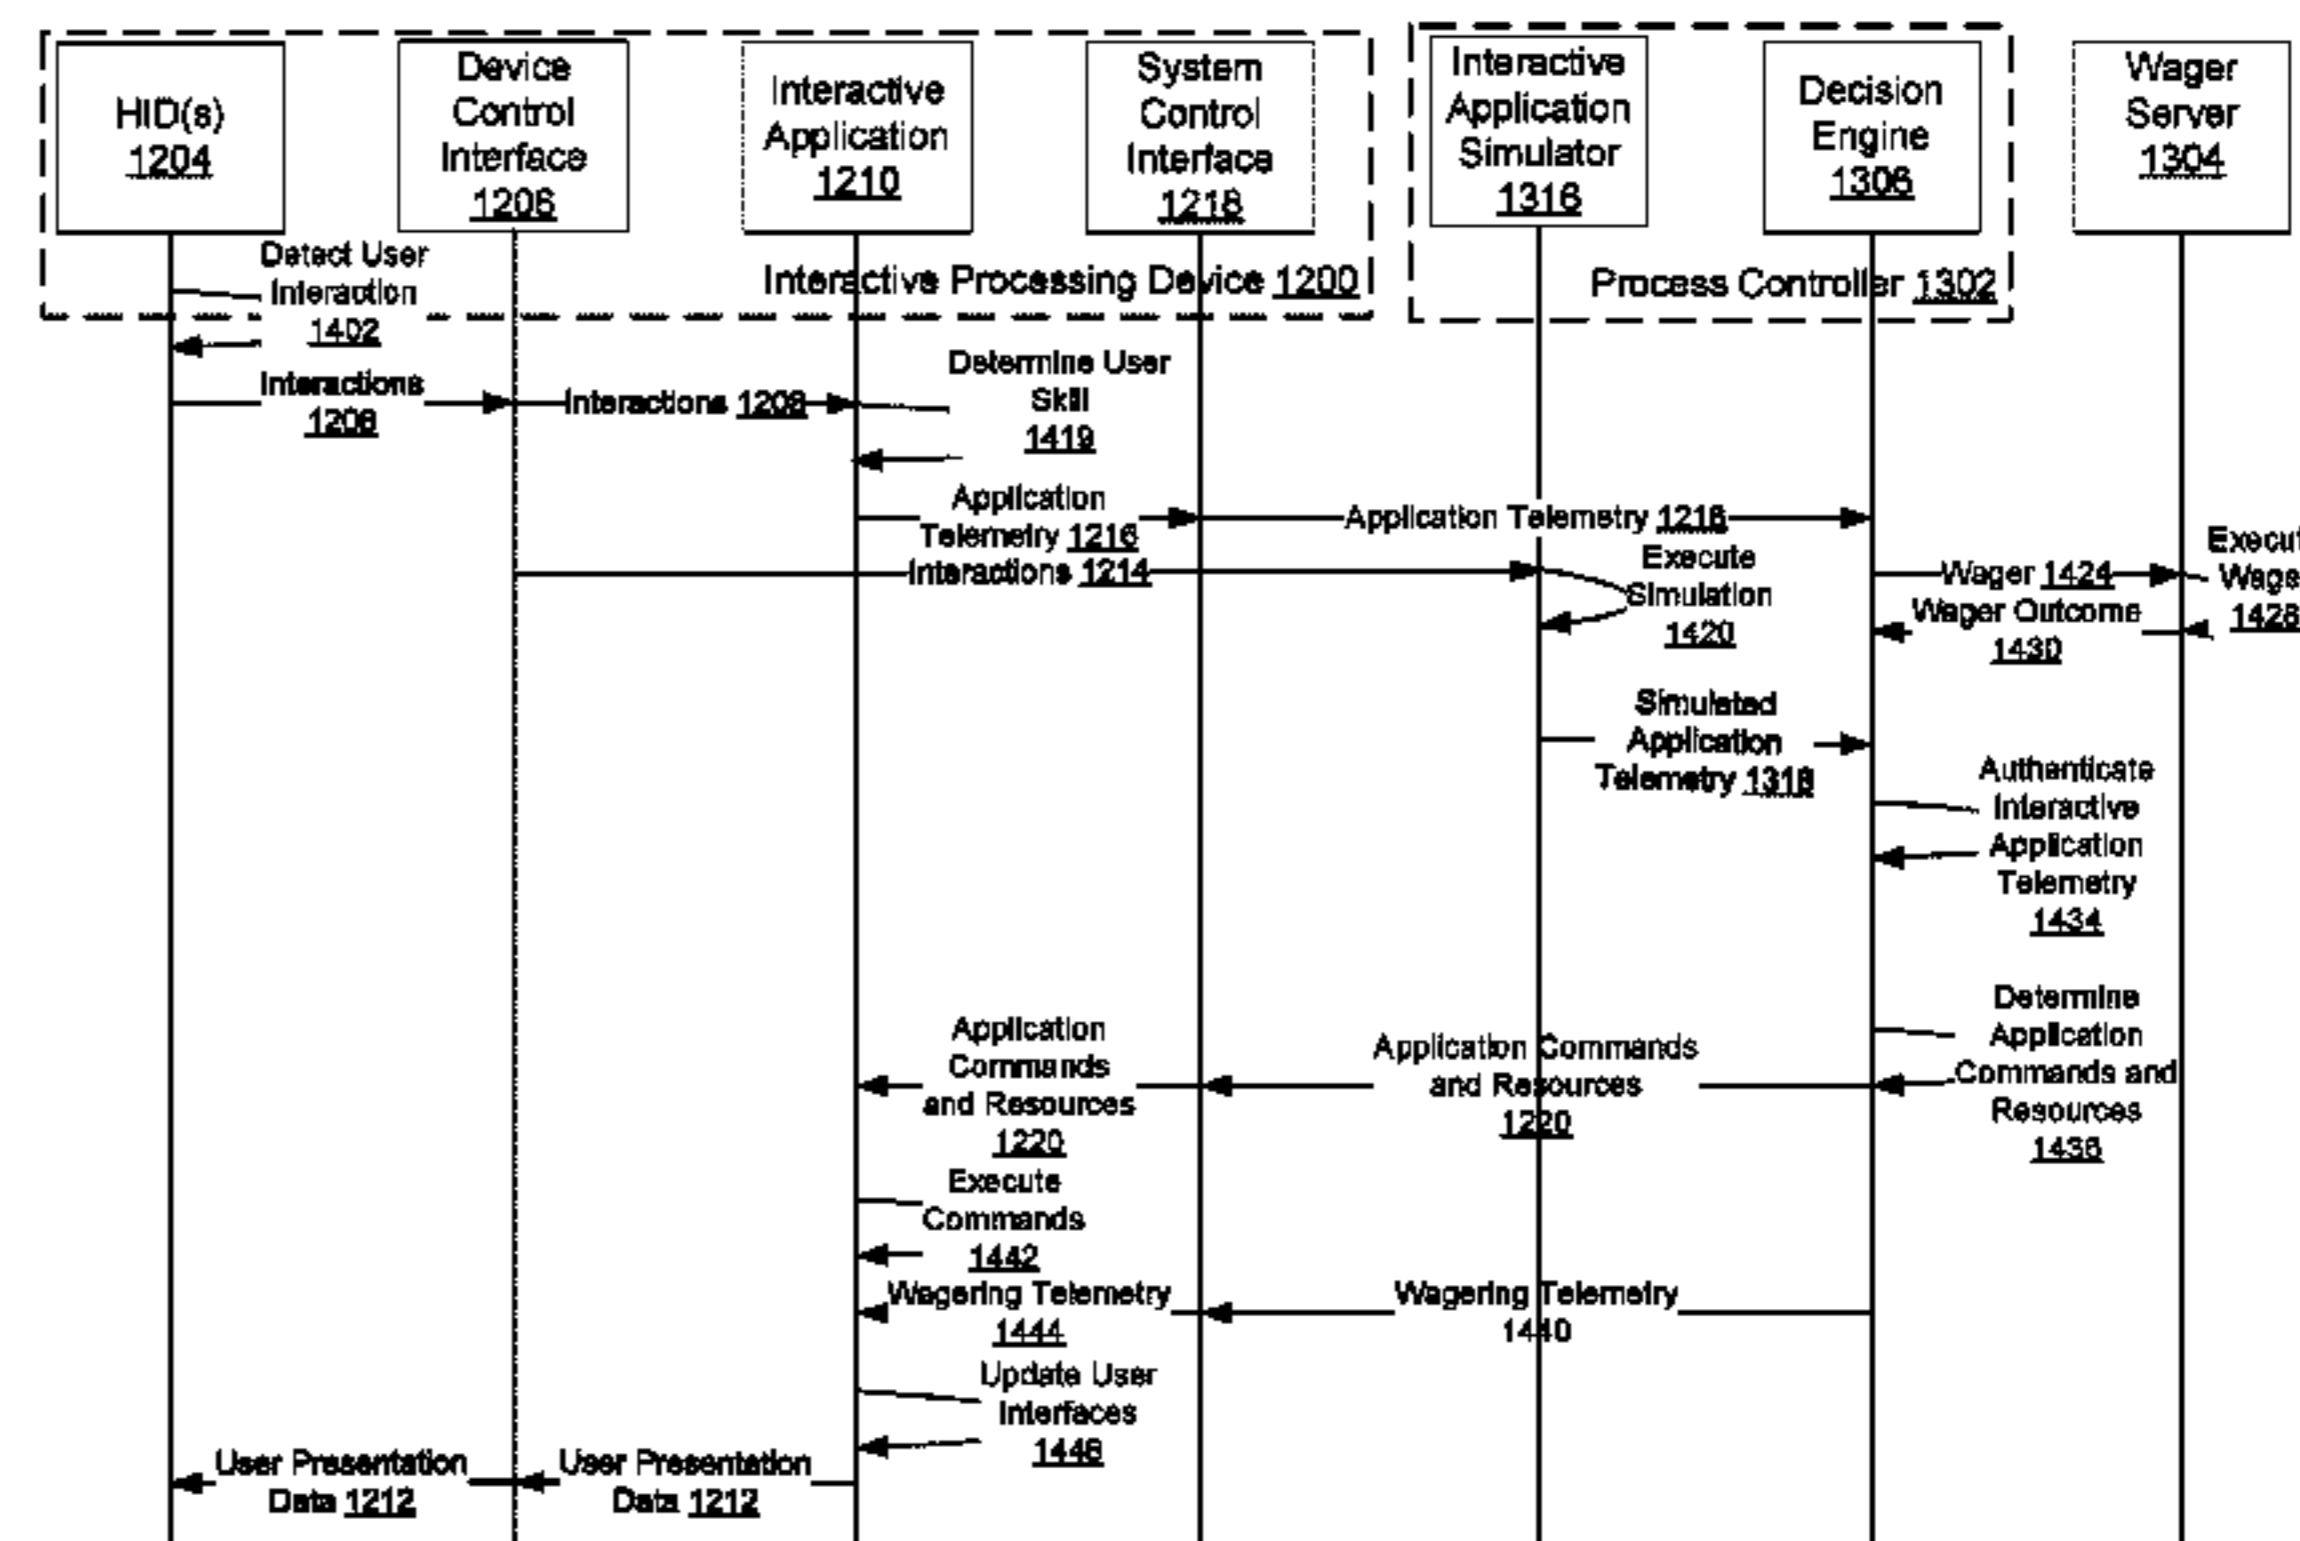 HID(s)
1204
Device
Control
Interface
1206
Interactive
Application
1210
System
Control
Interface
1218
Interactive
Application
Simulator
1316
Decision
Engine
1306
Wager
Server
1304
Interactive Processing Device 1200
Process Controller 1302
Detect User
Interaction
1402
Interactions
1208
Interactions 1208
Determine User
Skill
1419
Application
Telemetry 1216
Application Telemetry 1216
Interactions 1214
Execute
Simulation
1420
Wager 1424
Execut
Wage
1428
Wager Outcome
1430
Simulated
Application
Telemetry 1318
Authenticate
Interactive
Application
Telemetry
1434
Determine
Application
Commands and
Resources
1436
Application Commands
and Resources
1220
Application
Commands
and Resources
1220
Execute
Commands
1442
Wagering Telemetry
1444
Wagering Telemetry
1440
Update User
Interfaces
1446
User Presentation
Data 1212
User Presentation
Data 1212